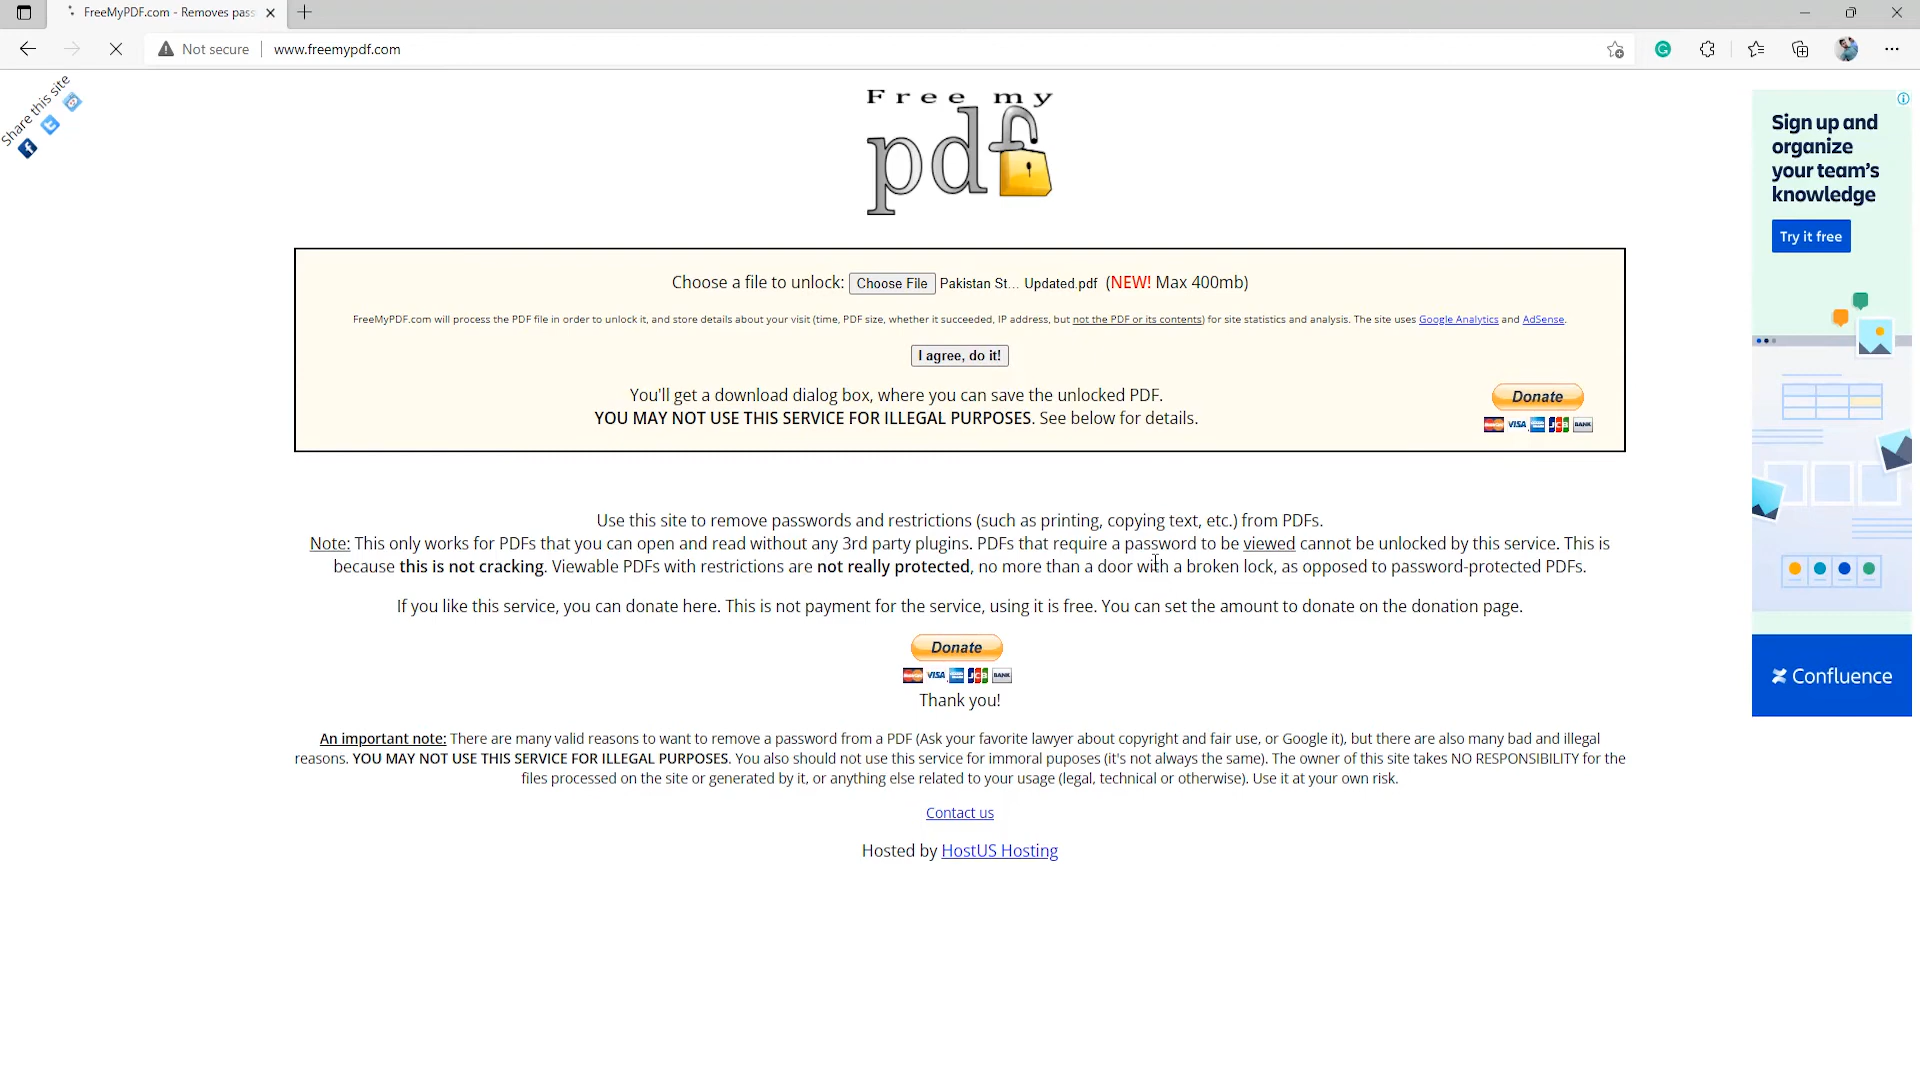 FreeMyPDF.com - Removes pass
Not secure
www.freemypdf.com
Share this site
Free my
pdf
Choose a file to unlock: Choose File Pakistan St... Updated.pdf (NEW! Max 400mb)
FreeMyPDF.com will process the PDF file in order to unlock it, and store details about your visit (time, PDF size, whether it succeeded, IP address, but not the PDF or its contents) for site statistics and analysis. The site uses Google Analytics and AdSense.
I agree, do it!
You'll get a download dialog box, where you can save the unlocked PDF.
YOU MAY NOT USE THIS SERVICE FOR ILLEGAL PURPOSES. See below for details.
Donate
MasterCard VISA JCB BANK
Use this site to remove passwords and restrictions (such as printing, copying text, etc.) from PDFs.
Note: This only works for PDFs that you can open and read without any 3rd party plugins. PDFs that require a password to be viewed cannot be unlocked by this service. This is
because this is not cracking. Viewable PDFs with restrictions are not really protected, no more than a door with a broken lock, as opposed to password-protected PDFs.
If you like this service, you can donate here. This is not payment for the service, using it is free. You can set the amount to donate on the donation page.
Donate
MasterCard VISA JCB BANK
Thank you!
An important note: There are many valid reasons to want to remove a password from a PDF (Ask your favorite lawyer about copyright and fair use, or Google it), but there are also many bad and illegal
reasons. YOU MAY NOT USE THIS SERVICE FOR ILLEGAL PURPOSES. You also should not use this service for immoral puposes (it's not always the same). The owner of this site takes NO RESPONSIBILITY for the
files processed on the site or generated by it, or anything else related to your usage (legal, technical or otherwise). Use it at your own risk.
Contact us
Hosted by HostUS Hosting
Sign up and
organize
your team's
knowledge
Try it free
Confluence